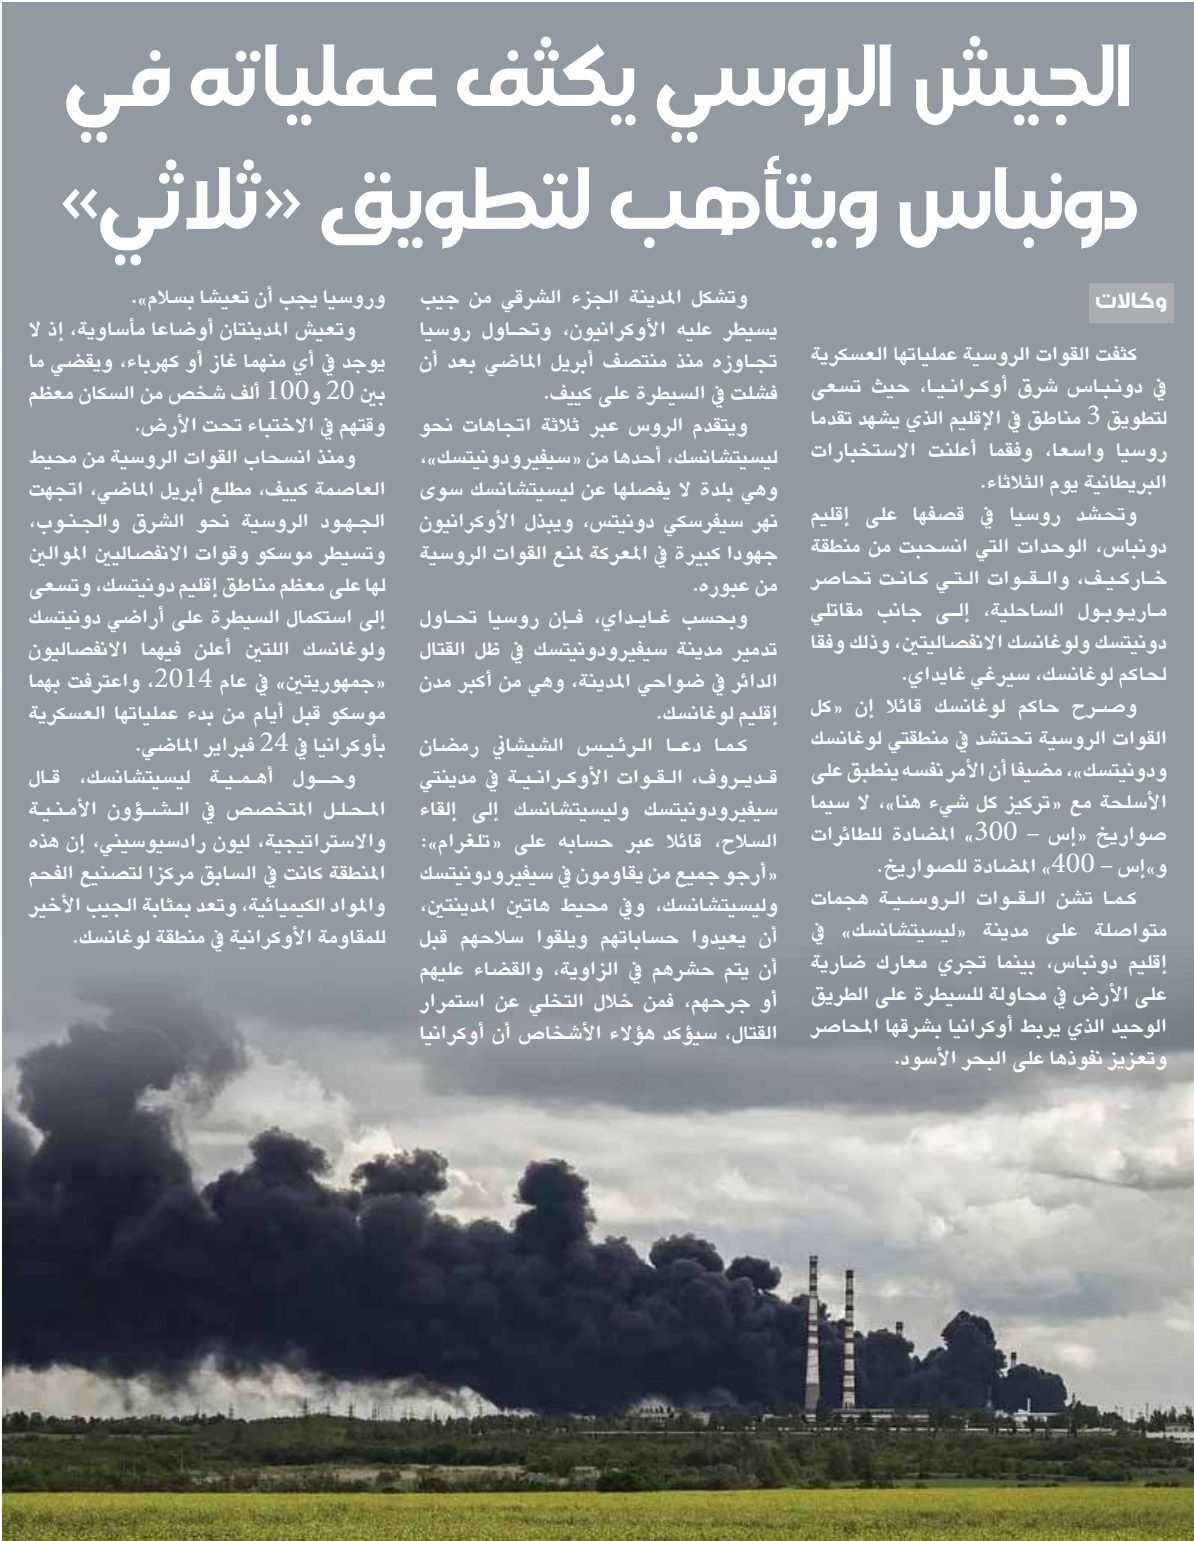 الجيش الروسي يكثف عملياته في
دونباس ويتأهب لتطويق «ثلاثي»
وكالات
كثفت القوات الروسية عملياتها العسكرية
في دونباس شرق أوكرانيا، حيث تسعى
لتطويق 3 مناطق في الإقليم الذي يشهد تقدما
روسيا واسعا، وفقما أعلنت الاستخبارات
البريطانية يوم الثلاثاء.
وتحشد روسيا في قصفها على إقليم
دونباس، الوحدات التي انسحبت من منطقة
خاركيف، والقوات التي كانت تحاصر
ماريوبول الساحلية، إلى جانب مقاتلي
دونيتسك ولوغانسك الانفصاليتين، وذلك وفقا
لحاكم لوغانسك، سيرغي غايداي.
وصرح حاكم لوغانسك قائلا إن «كل
القوات الروسية تحتشد في منطقتي لوغانسك
ودونيتسك»، مضيفا أن الأمر نفسه ينطبق على
الأسلحة مع «تركيز كل شيء هنا»، لا سيما
صواريخ «إس – 300» المضادة للطائرات
و»إس – 400» المضادة للصواريخ.
كما تشن القوات الروسية هجمات
متواصلة على مدينة «ليسيتشانسك» في
إقليم دونباس، بينما تجري معارك ضارية
على الأرض في محاولة للسيطرة على الطريق
الوحيد الذي يربط أوكرانيا بشرقها المحاصر
وتعزيز نفوذها على البحر الأسود.
وتشكل المدينة الجزء الشرقي من جيب
يسيطر عليه الأوكرانيون، وتحاول روسيا
تجاوزه منذ منتصف أبريل الماضي بعد أن
فشلت في السيطرة على كييف.
ويتقدم الروس عبر ثلاثة اتجاهات نحو
ليسيتشانسك، أحدها من «سيفيرودونيتسك»،
وهي بلدة لا يفصلها عن ليسيتشانسك سوى
نهر سيفرسكي دونيتس، ويبذل الأوكرانيون
جهودا كبيرة في المعركة لمنع القوات الروسية
من عبوره.
وبحسب غايداي، فإن روسيا تحاول
تدمير مدينة سيفيرودونيتسك في ظل القتال
الدائر في ضواحي المدينة، وهي من أكبر مدن
إقليم لوغانسك.
كما دعا الرئيس الشيشاني رمضان
قديروف، القوات الأوكرانية في مدينتي
سيفيرودونيتسك وليسيتشانسك إلى إلقاء
السلاح، قائلا عبر حسابه على «تلغرام»:
«أرجو جميع من يقاومون في سيفيرودونيتسك
وليسيتشانسك، وفي محيط هاتين المدينتين،
أن يعيدوا حساباتهم ويلقوا سلاحهم قبل
أن يتم حشرهم في الزاوية، والقضاء عليهم
أو جرحهم، فمن خلال التخلي عن استمرار
القتال، سيؤكد هؤلاء الأشخاص أن أوكرانيا
وروسيا يجب أن تعيشا بسلام».
وتعيش المدينتان أوضاعا مأساوية، إذ لا
يوجد في أي منهما غاز أو كهرباء، ويقضي ما
بين 20 و100 ألف شخص من السكان معظم
وقتهم في الاختباء تحت الأرض.
ومنذ انسحاب القوات الروسية من محيط
العاصمة كييف، مطلع أبريل الماضي، اتجهت
الجهود الروسية نحو الشرق والجنوب،
وتسيطر موسكو وقوات الانفصاليين الموالين
لها على معظم مناطق إقليم دونيتسك، وتسعى
إلى استكمال السيطرة على أراضي دونيتسك
ولوغانسك اللتين أعلن فيهما الانفصاليون
«جمهوريتين» في عام 2014، واعترفت بهما
موسكو قبل أيام من بدء عملياتها العسكرية
بأوكرانيا في 24 فبراير الماضي.
وحول أهمية ليسيتشانسك، قال
المحلل المتخصص في الشؤون الأمنية
والاستراتيجية، ليون رادسيوسيني، إن هذه
المنطقة كانت في السابق مركزا لتصنيع الفحم
والمواد الكيميائية، وتعد بمثابة الجيب الأخير
للمقاومة الأوكرانية في منطقة لوغانسك.